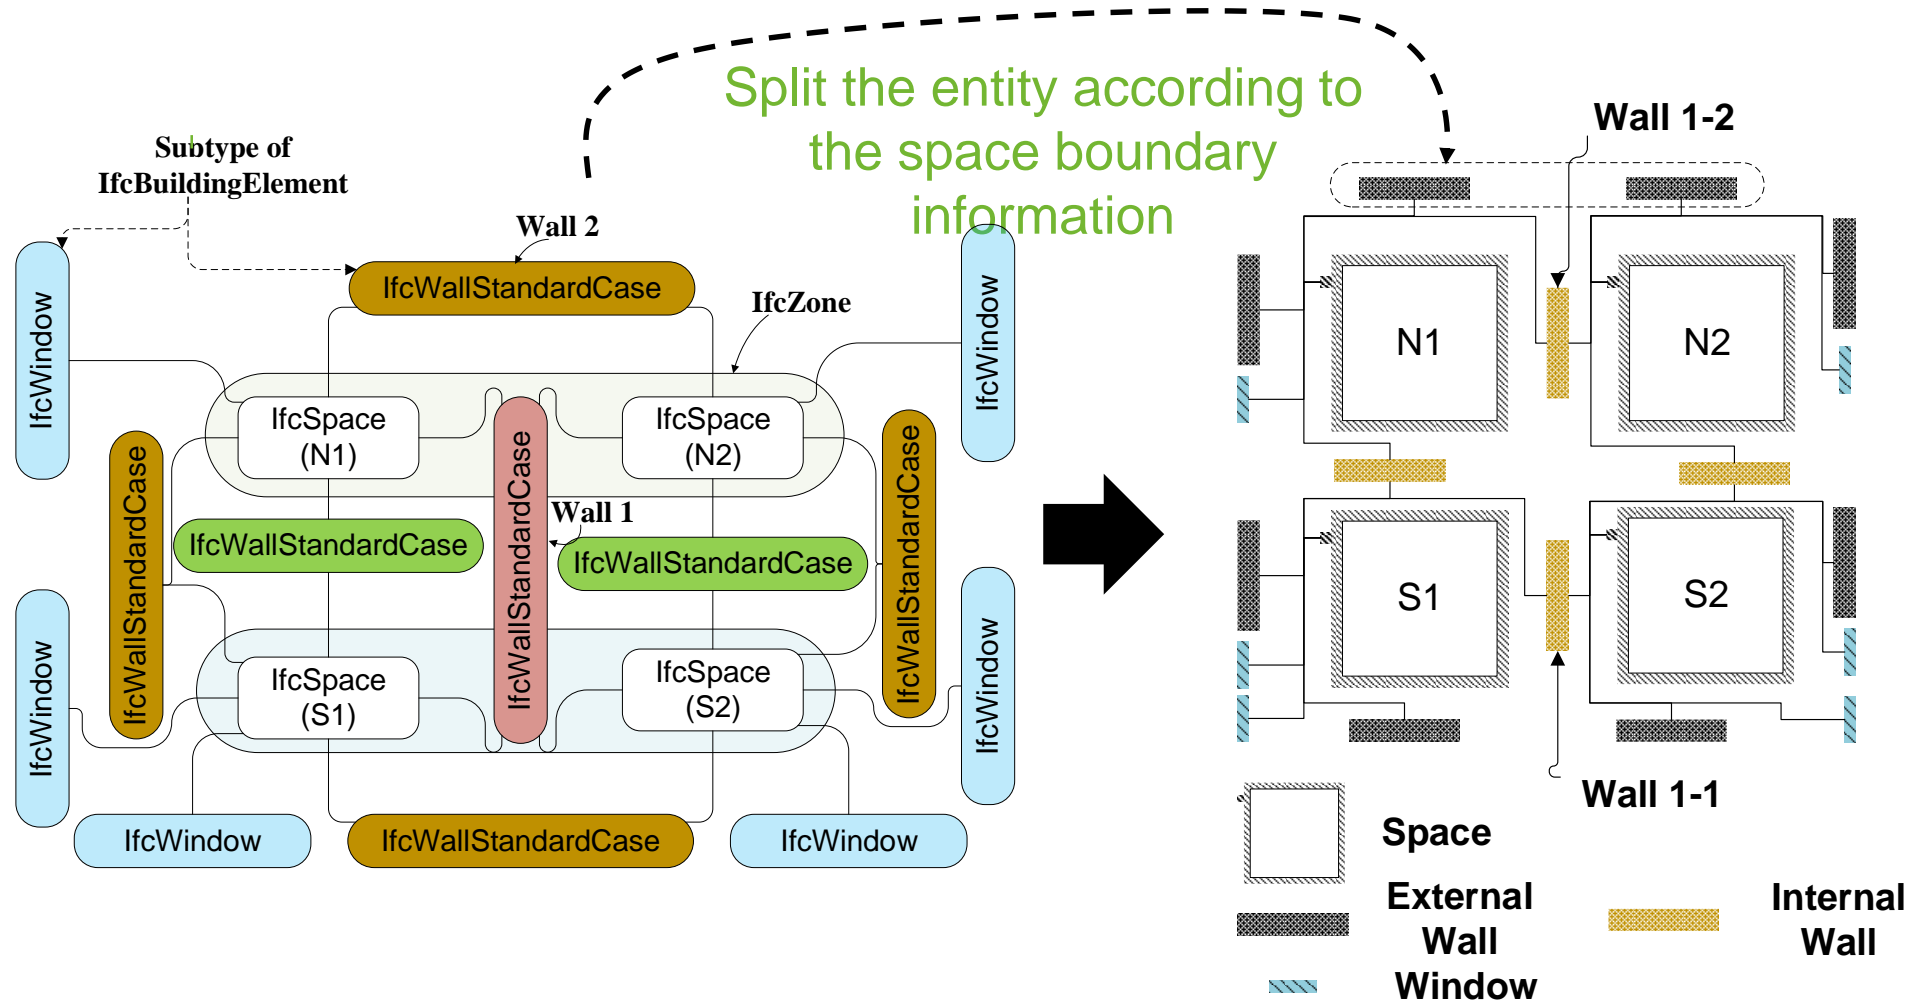 Split the entity according to
the space boundary
information
Subtype of
IfcBuildingElement
Wall 2
IfcWallStandardCase
IfcZone
IfcWindow
IfcWindow
IfcSpace
(N1)
IfcSpace
(N2)
IfcWallStandardCase
IfcWallStandardCase
IfcWallStandardCase
Wall 1
IfcWallStandardCase
IfcWallStandardCase
IfcWindow
IfcWindow
IfcSpace
(S1)
IfcSpace
(S2)
IfcWindow
IfcWallStandardCase
IfcWindow
Wall 1-2
N1
N2
S1
S2
Wall 1-1
Space
External
Wall
Internal
Wall
Window